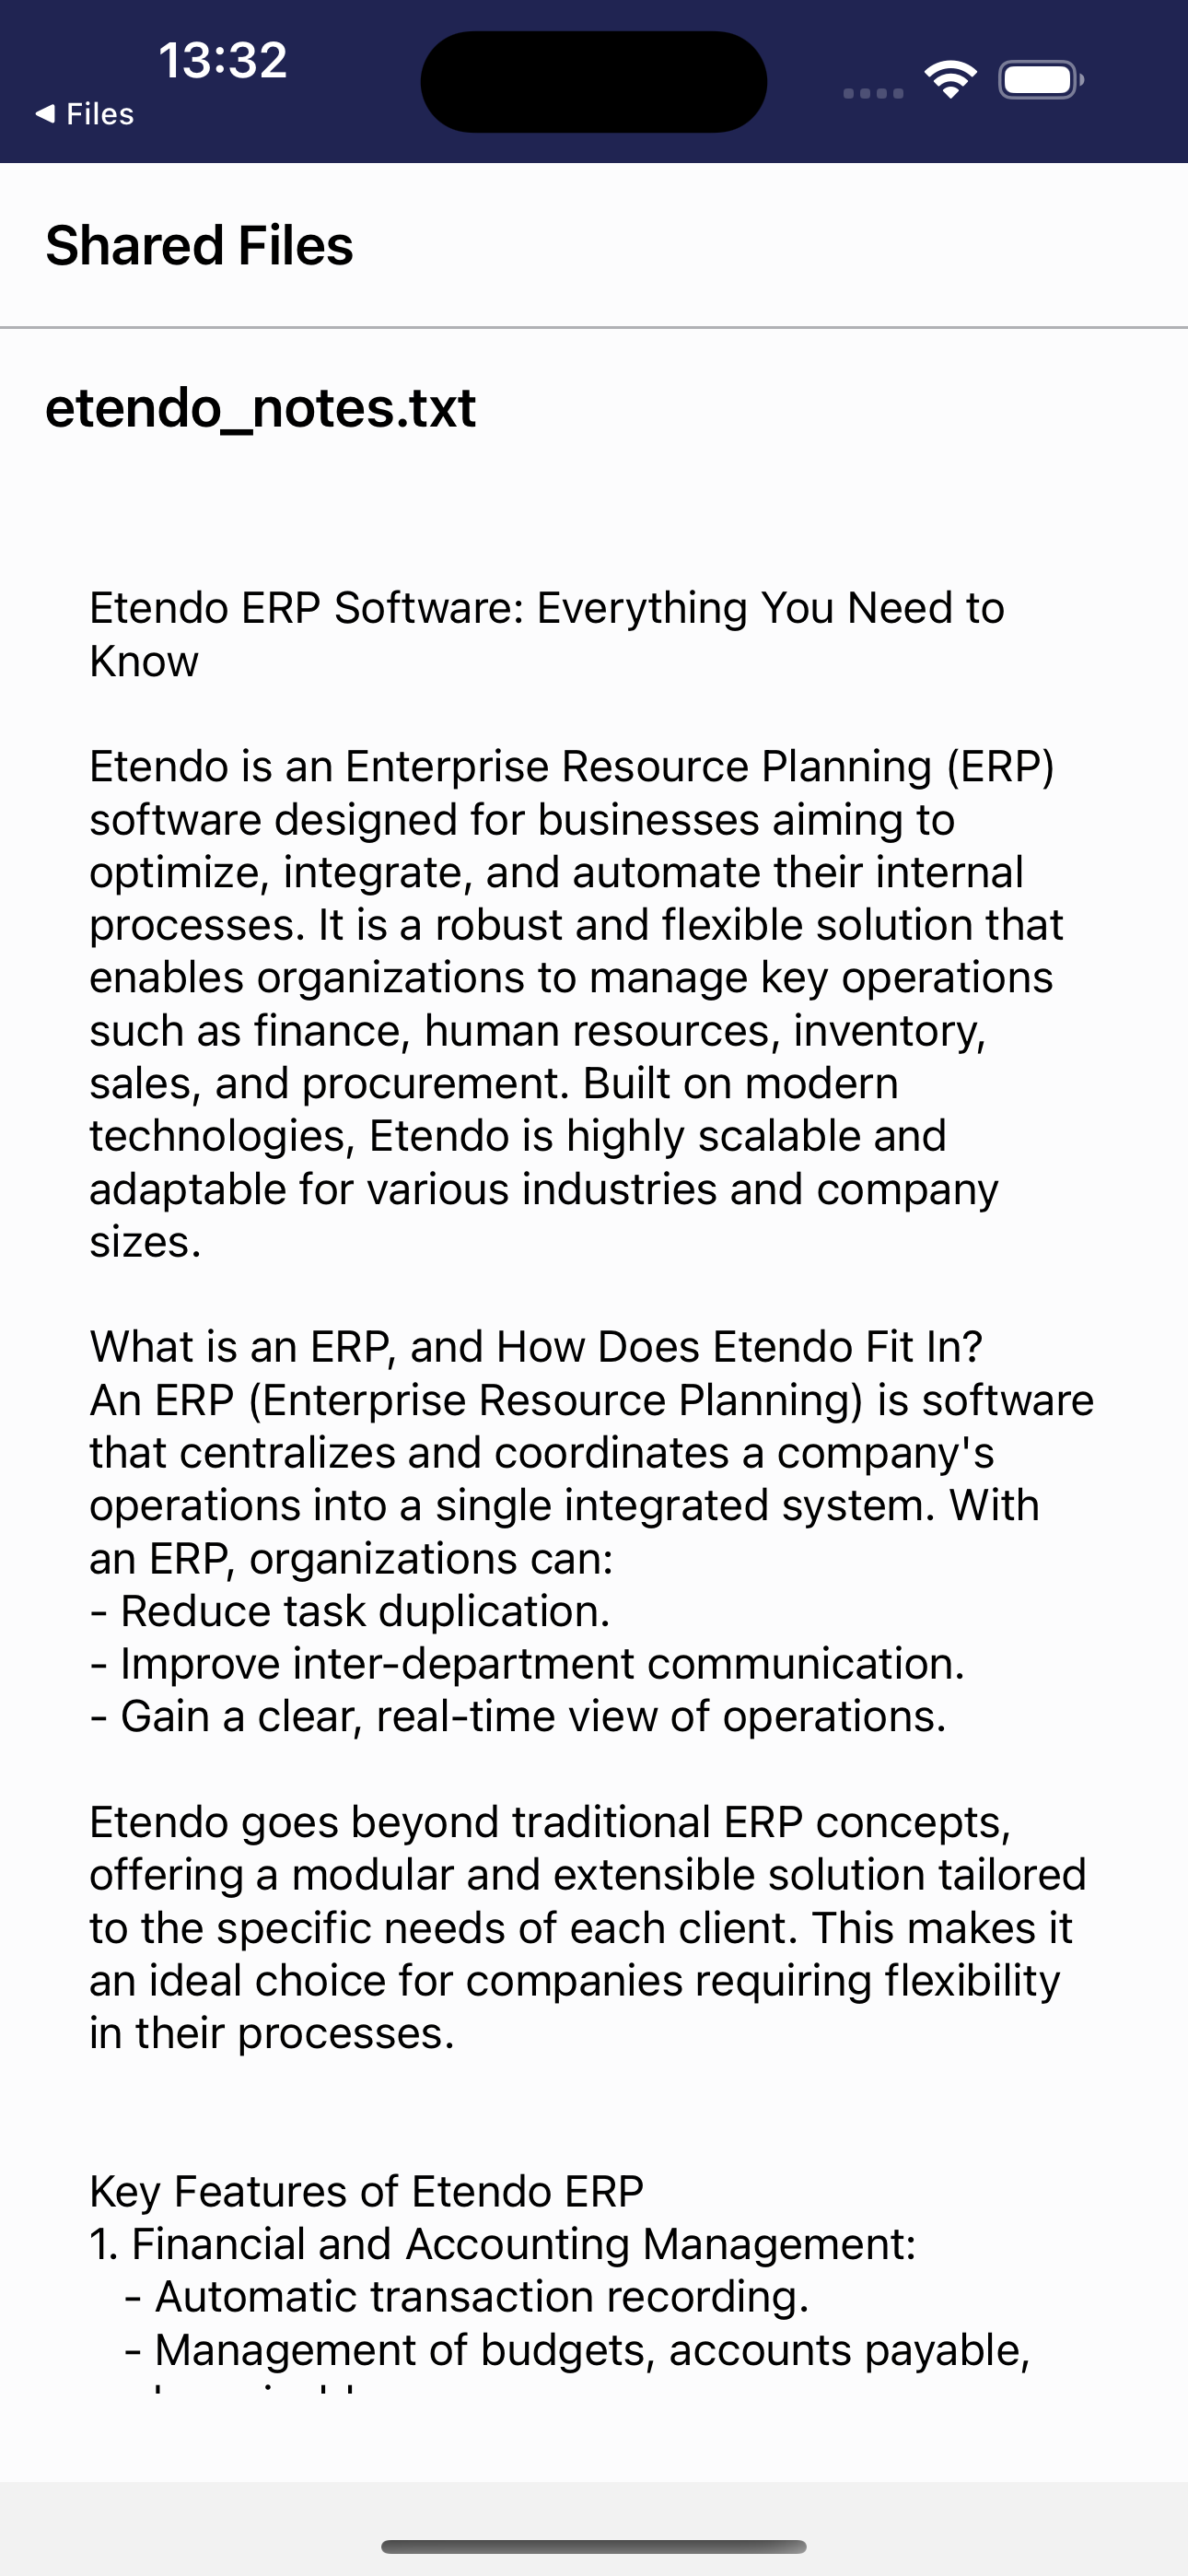 13:32
◀ Files
Shared Files
etendo_notes.txt
Etendo ERP Software: Everything You Need to
Know
Etendo is an Enterprise Resource Planning (ERP)
software designed for businesses aiming to
optimize, integrate, and automate their internal
processes. It is a robust and flexible solution that
enables organizations to manage key operations
such as finance, human resources, inventory,
sales, and procurement. Built on modern
technologies, Etendo is highly scalable and
adaptable for various industries and company
sizes.
What is an ERP, and How Does Etendo Fit In?
An ERP (Enterprise Resource Planning) is software
that centralizes and coordinates a company's
operations into a single integrated system. With
an ERP, organizations can:
- Reduce task duplication.
- Improve inter-department communication.
- Gain a clear, real-time view of operations.
Etendo goes beyond traditional ERP concepts,
offering a modular and extensible solution tailored
to the specific needs of each client. This makes it
an ideal choice for companies requiring flexibility
in their processes.
Key Features of Etendo ERP
1. Financial and Accounting Management:
- Automatic transaction recording.
- Management of budgets, accounts payable,